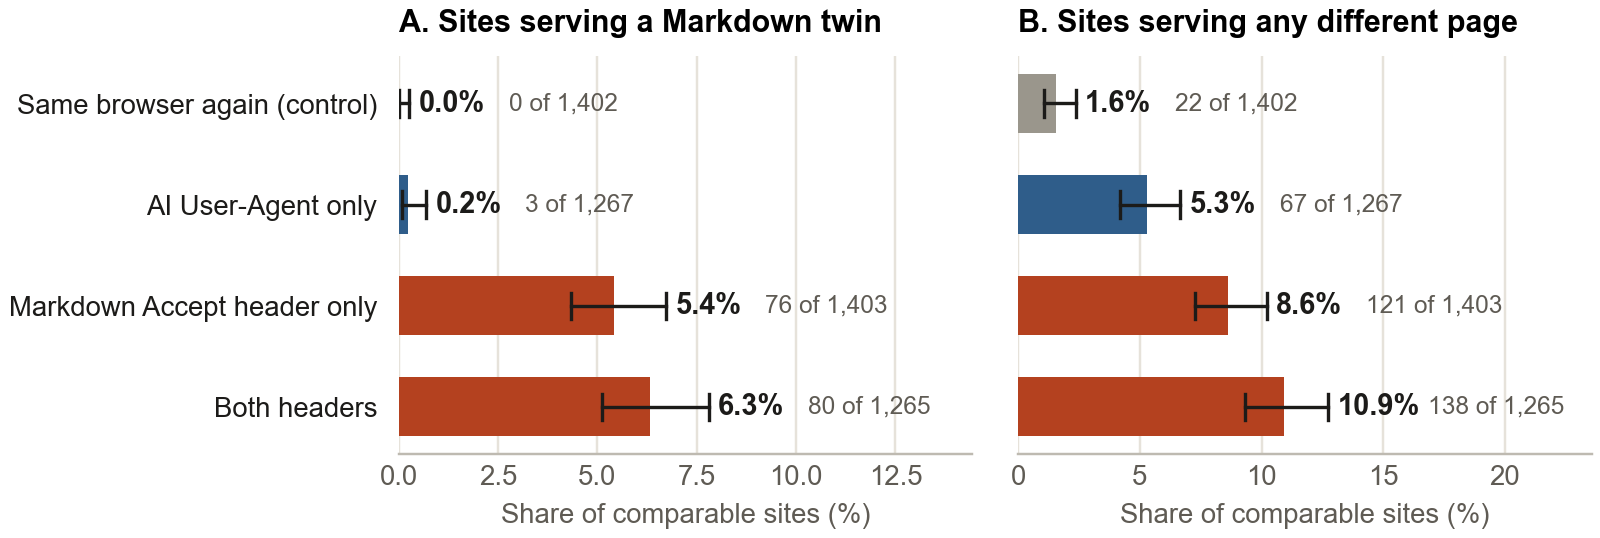 A. Sites serving a Markdown twin
B. Sites serving any different page
Same browser again (control)
0.0% 0 of 1,402
1.6% 22 of 1,402
AI User-Agent only
0.2% 3 of 1,267
5.3% 67 of 1,267
Markdown Accept header only
5.4% 76 of 1,403
8.6% 121 of 1,403
Both headers
6.3% 80 of 1,265
10.9% 138 of 1,265
0.0 2.5 5.0 7.5 10.0 12.5
0 5 10 15 20
Share of comparable sites (%)
Share of comparable sites (%)